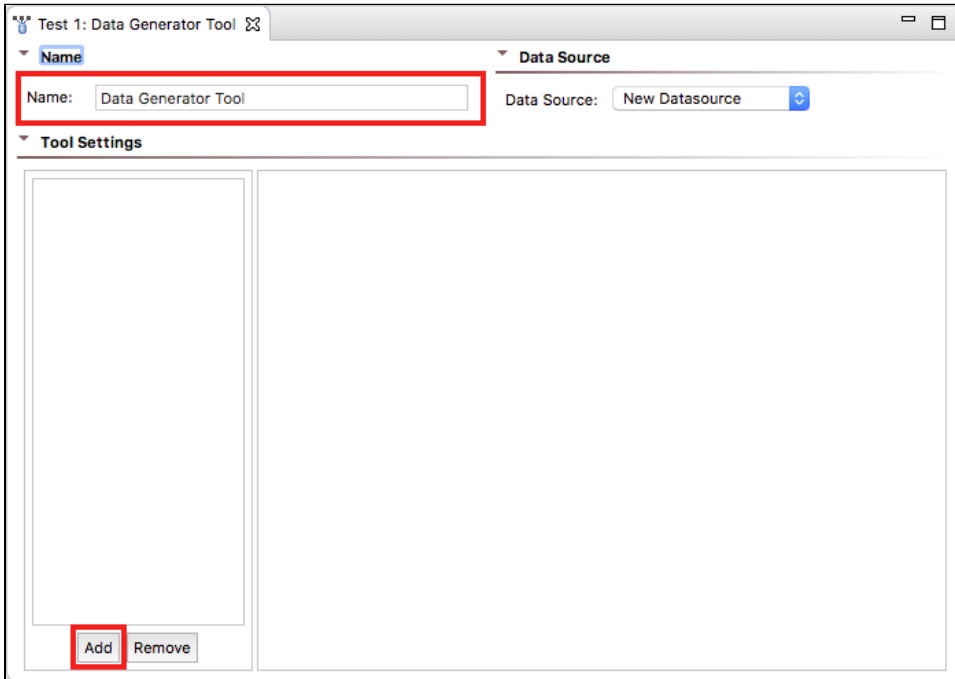 Test 1: Data Generator Tool
Name
Data Source
Name: Data Generator Tool
Data Source: New Datasource
Tool Settings
Add Remove